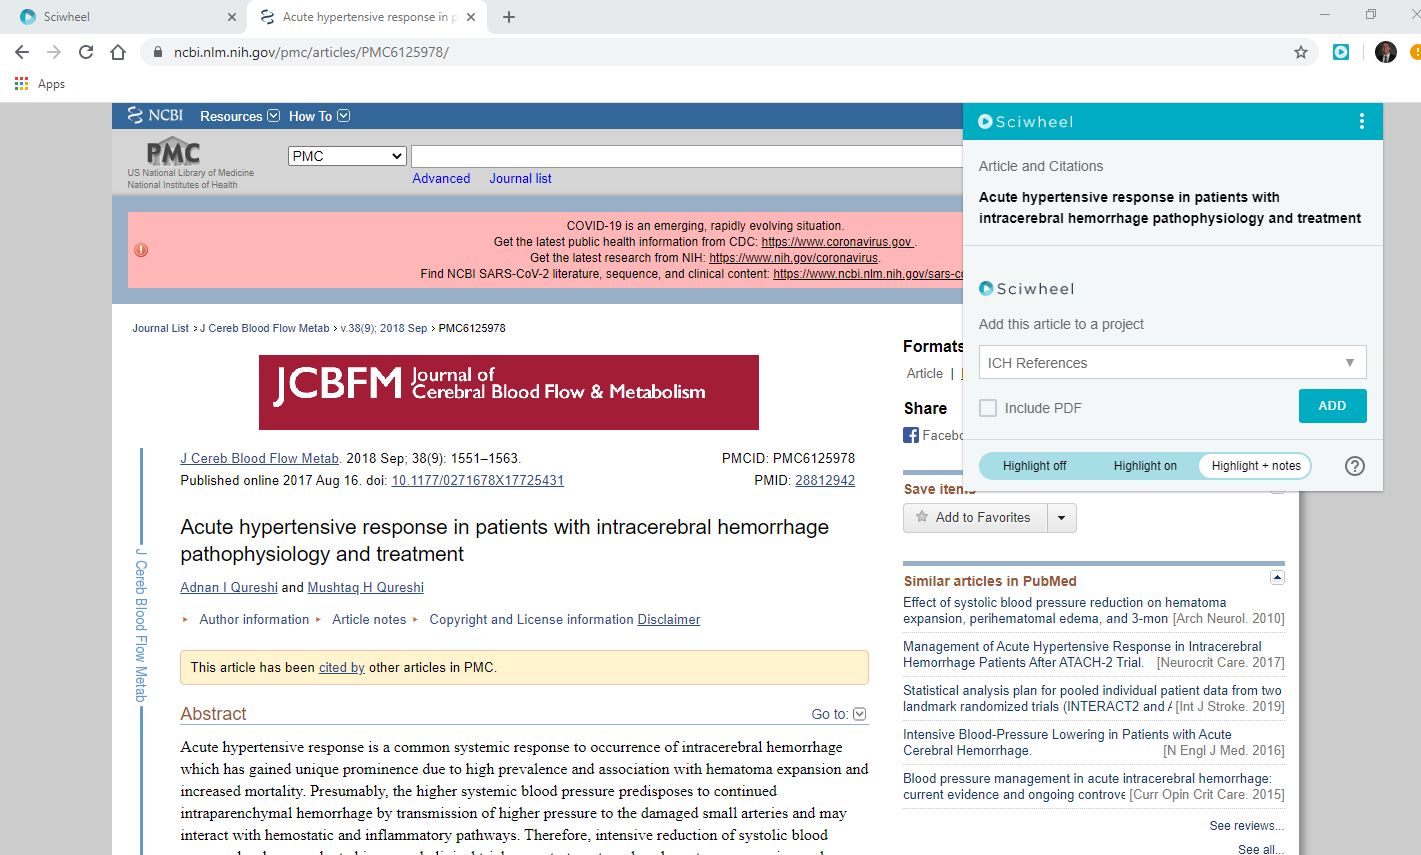 Sciwheel
Acute hypertensive response in p
ncbi.nlm.nih.gov/pmc/articles/PMC6125978/
Apps
NCBI Resources How To
PMC
US National Library of Medicine
National Institutes of Health
PMC
Advanced Journal list
COVID-19 is an emerging, rapidly evolving situation.
Get the latest public health information from CDC: https://www.coronavirus.gov .
Get the latest research from NIH: https://www.nih.gov/coronavirus.
Find NCBI SARS-CoV-2 literature, sequence, and clinical content: https://www.ncbi.nlm.nih.gov/sars-co
Journal List > J Cereb Blood Flow Metab > v.38(9); 2018 Sep > PMC6125978
JCBFM Journal of
Cerebral Blood Flow & Metabolism
J Cereb Blood Flow Metab. 2018 Sep; 38(9): 1551–1563.
PMCID: PMC6125978
Published online 2017 Aug 16. doi: 10.1177/0271678X17725431
PMID: 28812942
Acute hypertensive response in patients with intracerebral hemorrhage
pathophysiology and treatment
Adnan I Qureshi and Mushtaq H Qureshi
Author information Article notes Copyright and License information Disclaimer
This article has been cited by other articles in PMC.
J Cereb Blood Flow Metab
Abstract
Go to:
Acute hypertensive response is a common systemic response to occurrence of intracerebral hemorrhage
which has gained unique prominence due to high prevalence and association with hematoma expansion and
increased mortality. Presumably, the higher systemic blood pressure predisposes to continued
intraparenchymal hemorrhage by transmission of higher pressure to the damaged small arteries and may
interact with hemostatic and inflammatory pathways. Therefore, intensive reduction of systolic blood
Sciwheel
Article and Citations
Acute hypertensive response in patients with
intracerebral hemorrhage pathophysiology and treatment
Sciwheel
Add this article to a project
ICH References
Include PDF
ADD
Highlight off Highlight on Highlight + notes
Formats
Article |
Share
Facebo
Save items
Add to Favorites
Similar articles in PubMed
Effect of systolic blood pressure reduction on hematoma
expansion, perihematomal edema, and 3-mon [Arch Neurol. 2010]
Management of Acute Hypertensive Response in Intracerebral
Hemorrhage Patients After ATACH-2 Trial. [Neurocrit Care. 2017]
Statistical analysis plan for pooled individual patient data from two
landmark randomized trials (INTERACT2 and A [Int J Stroke. 2019]
Intensive Blood-Pressure Lowering in Patients with Acute
Cerebral Hemorrhage. [N Engl J Med. 2016]
Blood pressure management in acute intracerebral hemorrhage:
current evidence and ongoing controve [Curr Opin Crit Care. 2015]
See reviews...
See all...